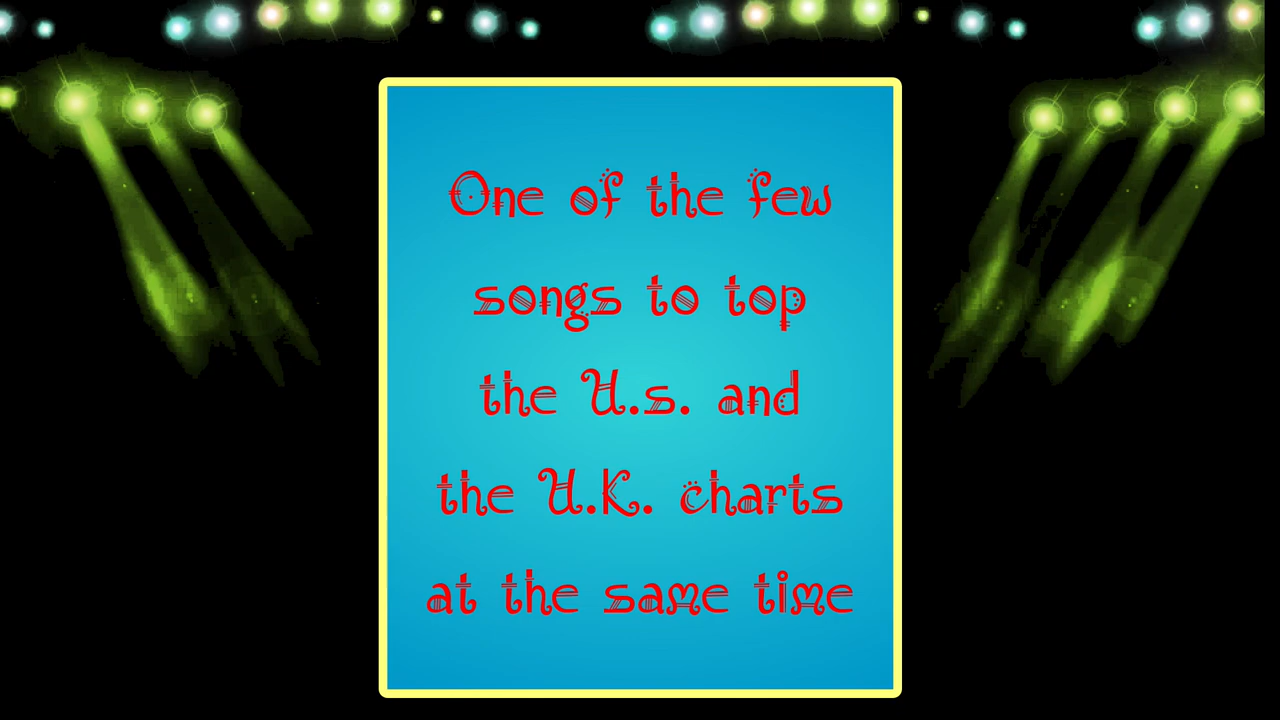 One of the few
songs to top
the U.s. and
the U.K. charts
at the same time